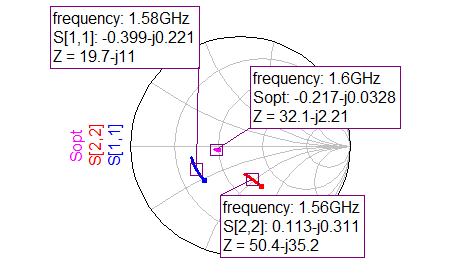 frequency: 1.58GHz
S[1,1]: -0.399-j0.221
Z = 19.7-j11
frequency: 1.6GHz
Sopt: -0.217-j0.0328
Z = 32.1-j2.21
Sopt
S[2,2]
S[1,1]
frequency: 1.56GHz
S[2,2]: 0.113-j0.311
Z = 50.4-j35.2